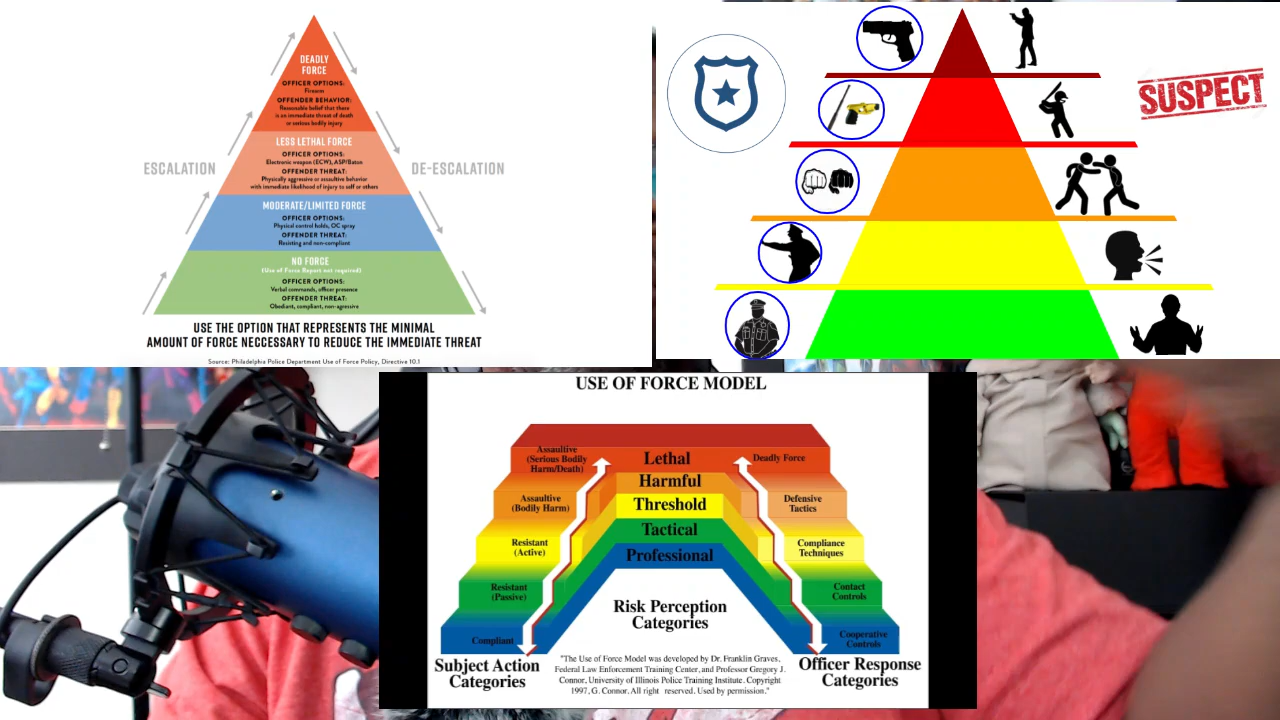 DEADLY
FORCE
OFFICER OPTIONS:
Firearm
OFFENDER BEHAVIOR:
Reasonable belief that there
is an immediate threat of death
or serious bodily injury
LESS LETHAL FORCE
OFFICER OPTIONS:
Electronic weapon (ECW), ASP/Baton
OFFENDER THREAT:
Physically aggressive or assaultive behavior
with immediate likelihood of injury to self or others
ESCALATION
DE-ESCALATION
MODERATE/LIMITED FORCE
OFFICER OPTIONS:
Physical control holds, OC spray
OFFENDER THREAT:
Resisting and non-compliant
NO FORCE
(Use of Force Report not required)
OFFICER OPTIONS:
Verbal commands, officer presence
OFFENDER THREAT:
Obedient, compliant, non-agressive
USE THE OPTION THAT REPRESENTS THE MINIMAL
AMOUNT OF FORCE NECCESSARY TO REDUCE THE IMMEDIATE THREAT
Source: Philadelphia Police Department Use of Force Policy, Directive 10.1
SUSPECT
USE OF FORCE MODEL
Assaultive
(Serious Bodily
Harm/Death)
Lethal
Deadly Force
Harmful
Assaultive
(Bodily Harm)
Threshold
Defensive
Tactics
Resistant
(Active)
Tactical
Compliance
Techniques
Professional
Resistant
(Passive)
Contact
Controls
Risk Perception
Categories
Compliant
Cooperative
Controls
Subject Action
Categories
"The Use of Force Model was developed by Dr. Franklin Graves,
Federal Law Enforcement Training Center, and Professor Gregory J.
Connor, University of Illinois Police Training Institute. Copyright
1997, G. Connor. All right reserved. Used by permission."
Officer Response
Categories